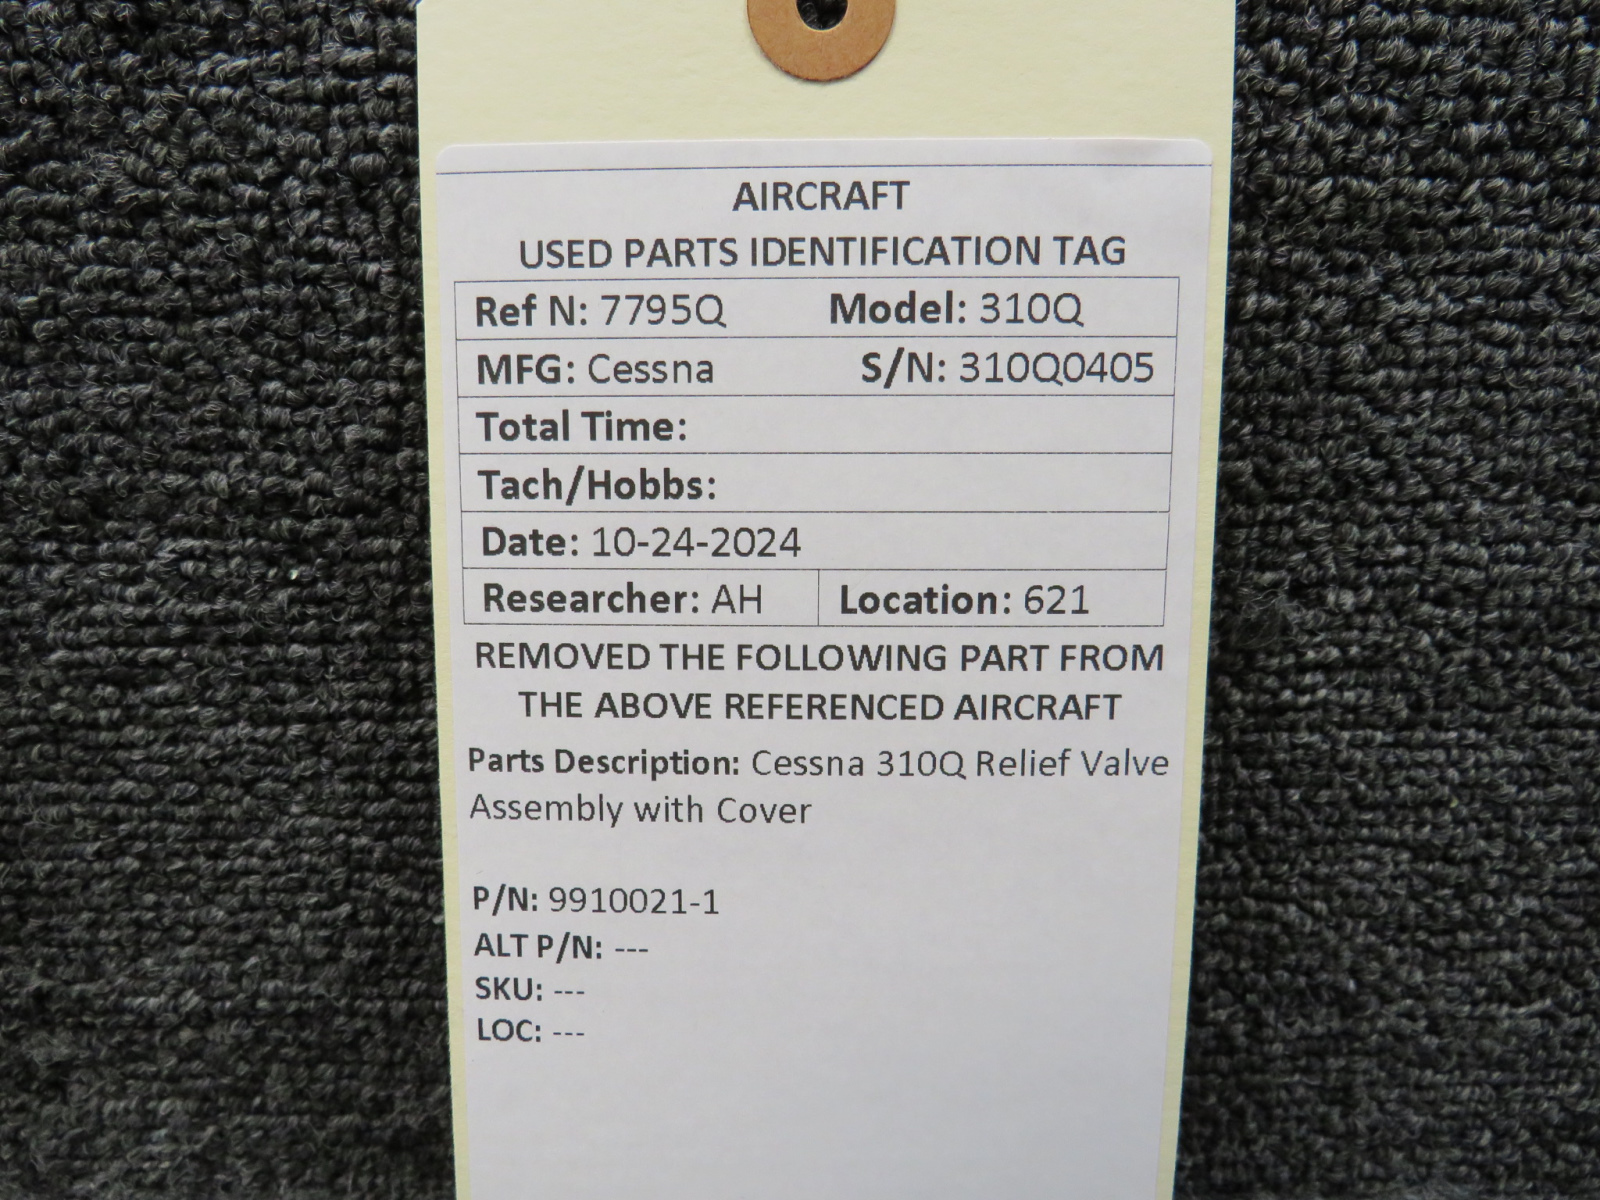 AIRCRAFT
USED PARTS IDENTIFICATION TAG
Ref N: 7795Q Model: 310Q
MFG: Cessna S/N: 310Q0405
Total Time:
Tach/Hobbs:
Date: 10-24-2024
Researcher: AH Location: 621
REMOVED THE FOLLOWING PART FROM
THE ABOVE REFERENCED AIRCRAFT
Parts Description: Cessna 310Q Relief Valve
Assembly with Cover
P/N: 9910021-1
ALT P/N: ---
SKU: ---
LOC: ---